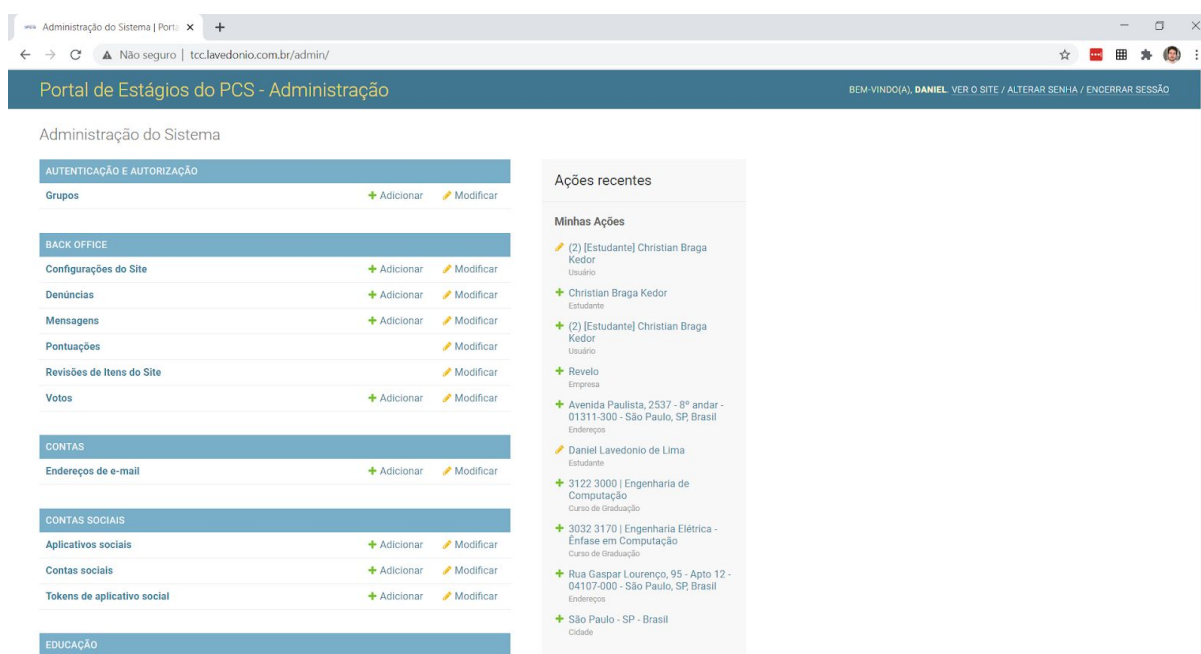 Administração do Sistema | Port
Não seguro | tcc.lavedonio.com.br/admin/
Portal de Estágios do PCS - Administração
BEM-VINDO(A), DANIEL. VER O SITE / ALTERAR SENHA / ENCERRAR SESSÃO
Administração do Sistema
AUTENTICAÇÃO E AUTORIZAÇÃO
Grupos Adicionar Modificar
BACK OFFICE
Configurações do Site Adicionar Modificar
Denúncias Adicionar Modificar
Mensagens Adicionar Modificar
Pontuações Modificar
Revisões de Itens do Site Modificar
Votos Adicionar Modificar
CONTAS
Endereços de e-mail Adicionar Modificar
CONTAS SOCIAIS
Aplicativos sociais Adicionar Modificar
Contas sociais Adicionar Modificar
Tokens de aplicativo social Adicionar Modificar
EDUCAÇÃO
Ações recentes
Minhas Ações
(2) [Estudante] Christian Braga
Kedor
Usuário
Christian Braga Kedor
Estudante
(2) [Estudante] Christian Braga
Kedor
Usuário
Revelo
Empresa
Avenida Paulista, 2537 - 8º andar -
01311-300 - São Paulo, SP, Brasil
Endereços
Daniel Lavedonio de Lima
Estudante
3122 3000 | Engenharia de
Computação
Curso de Graduação
3032 3170 | Engenharia Elétrica -
Ênfase em Computação
Curso de Graduação
Rua Gaspar Lourenço, 95 - Apto 12 -
04107-000 - São Paulo, SP, Brasil
Endereços
São Paulo - SP - Brasil
Cidade